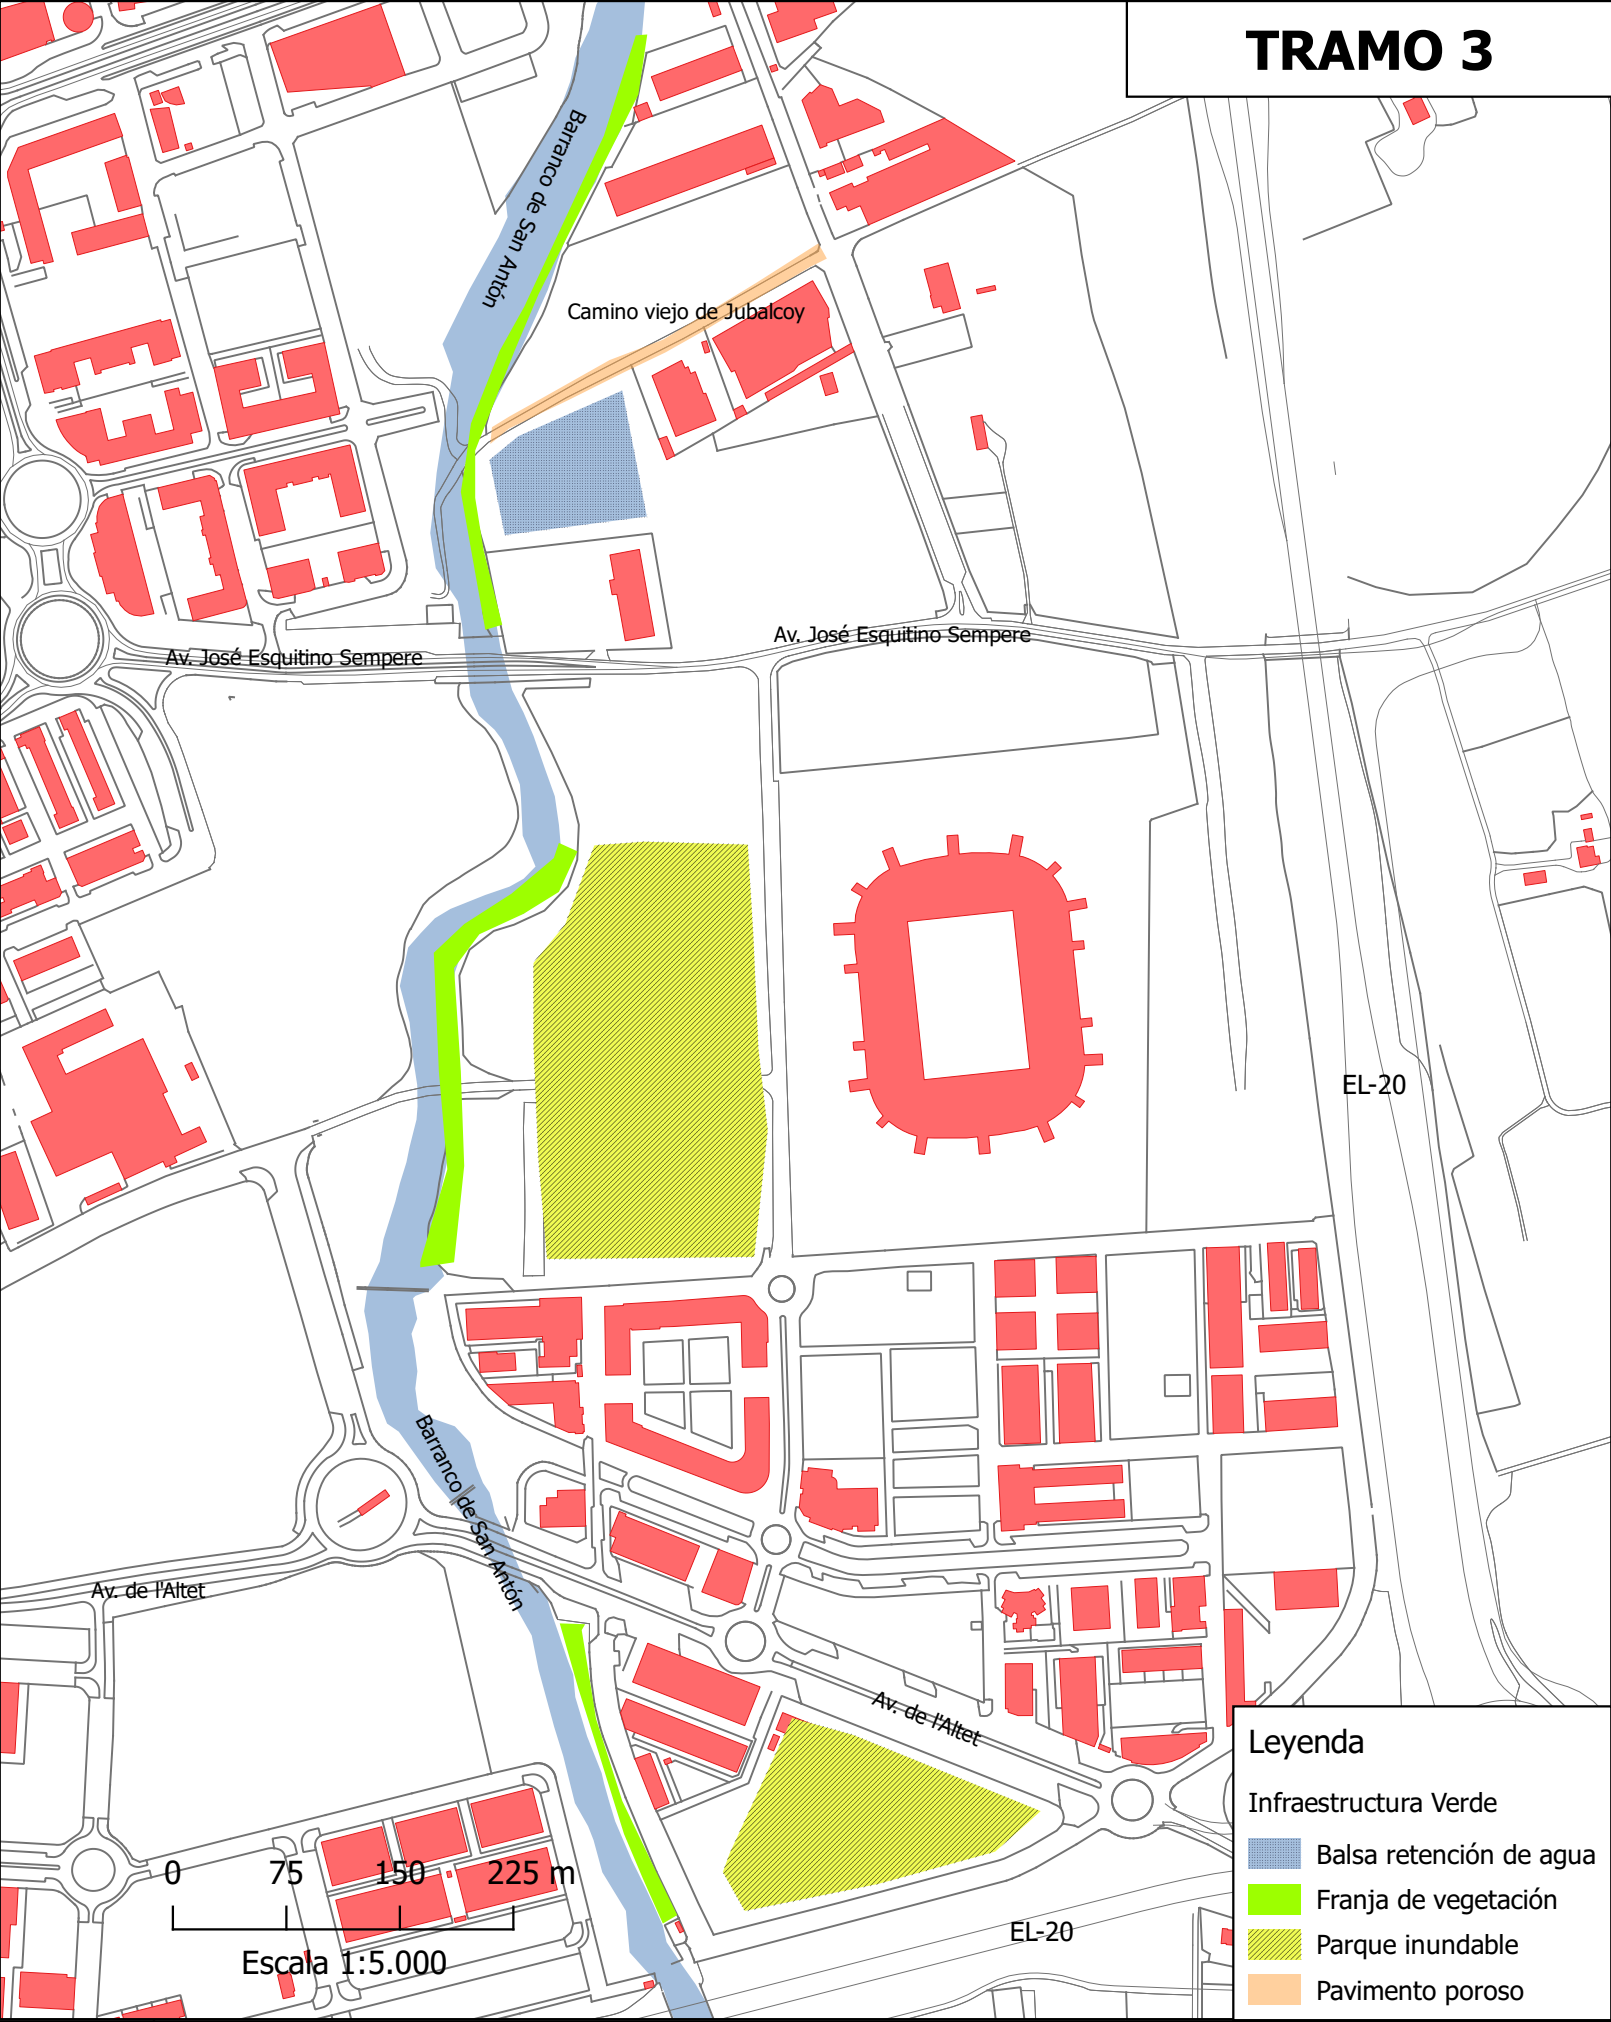 TRAMO 3
Barranco de San Antón
Camino viejo de Jubalcoy
Av. José Esquitino Sempere
Av. José Esquitino Sempere
EL-20
Barranco de San Antón
Av. de l'Altet
Av. de l'Altet
EL-20
0 75 150 225 m
Escala 1:5.000
Leyenda
Infraestructura Verde
Balsa retención de agua
Franja de vegetación
Parque inundable
Pavimento poroso